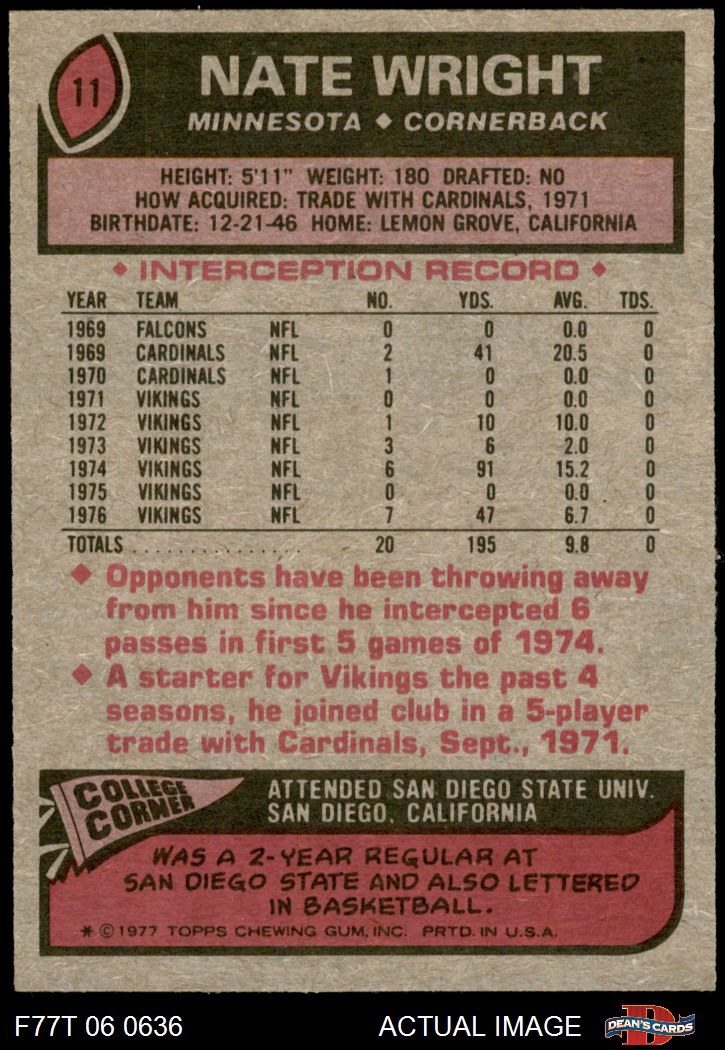 11
NATE WRIGHT
MINNESOTA ◆ CORNERBACK
HEIGHT: 5'11" WEIGHT: 180 DRAFTED: NO
HOW ACQUIRED: TRADE WITH CARDINALS, 1971
BIRTHDATE: 12-21-46 HOME: LEMON GROVE, CALIFORNIA
◆ INTERCEPTION RECORD ◆
YEAR TEAM NO. YDS. AVG. TDS.
1969 FALCONS NFL 0 0 0.0 0
1969 CARDINALS NFL 2 41 20.5 0
1970 CARDINALS NFL 1 0 0.0 0
1971 VIKINGS NFL 0 0 0.0 0
1972 VIKINGS NFL 1 10 10.0 0
1973 VIKINGS NFL 3 6 2.0 0
1974 VIKINGS NFL 6 91 15.2 0
1975 VIKINGS NFL 0 0 0.0 0
1976 VIKINGS NFL 7 47 6.7 0
TOTALS . . . . . . . . . . . . . . . . 20 195 9.8 0
◆ Opponents have been throwing away
from him since he intercepted 6
passes in first 5 games of 1974.
◆ A starter for Vikings the past 4
seasons, he joined club in a 5-player
trade with Cardinals, Sept., 1971.
COLLEGE
CORNER
ATTENDED SAN DIEGO STATE UNIV.
SAN DIEGO, CALIFORNIA
WAS A 2-YEAR REGULAR AT
SAN DIEGO STATE AND ALSO LETTERED
IN BASKETBALL.
* © 1977 TOPPS CHEWING GUM, INC. PRTD. IN U.S.A.
F77T 06 0636 ACTUAL IMAGE
D
DEAN'S CARDS